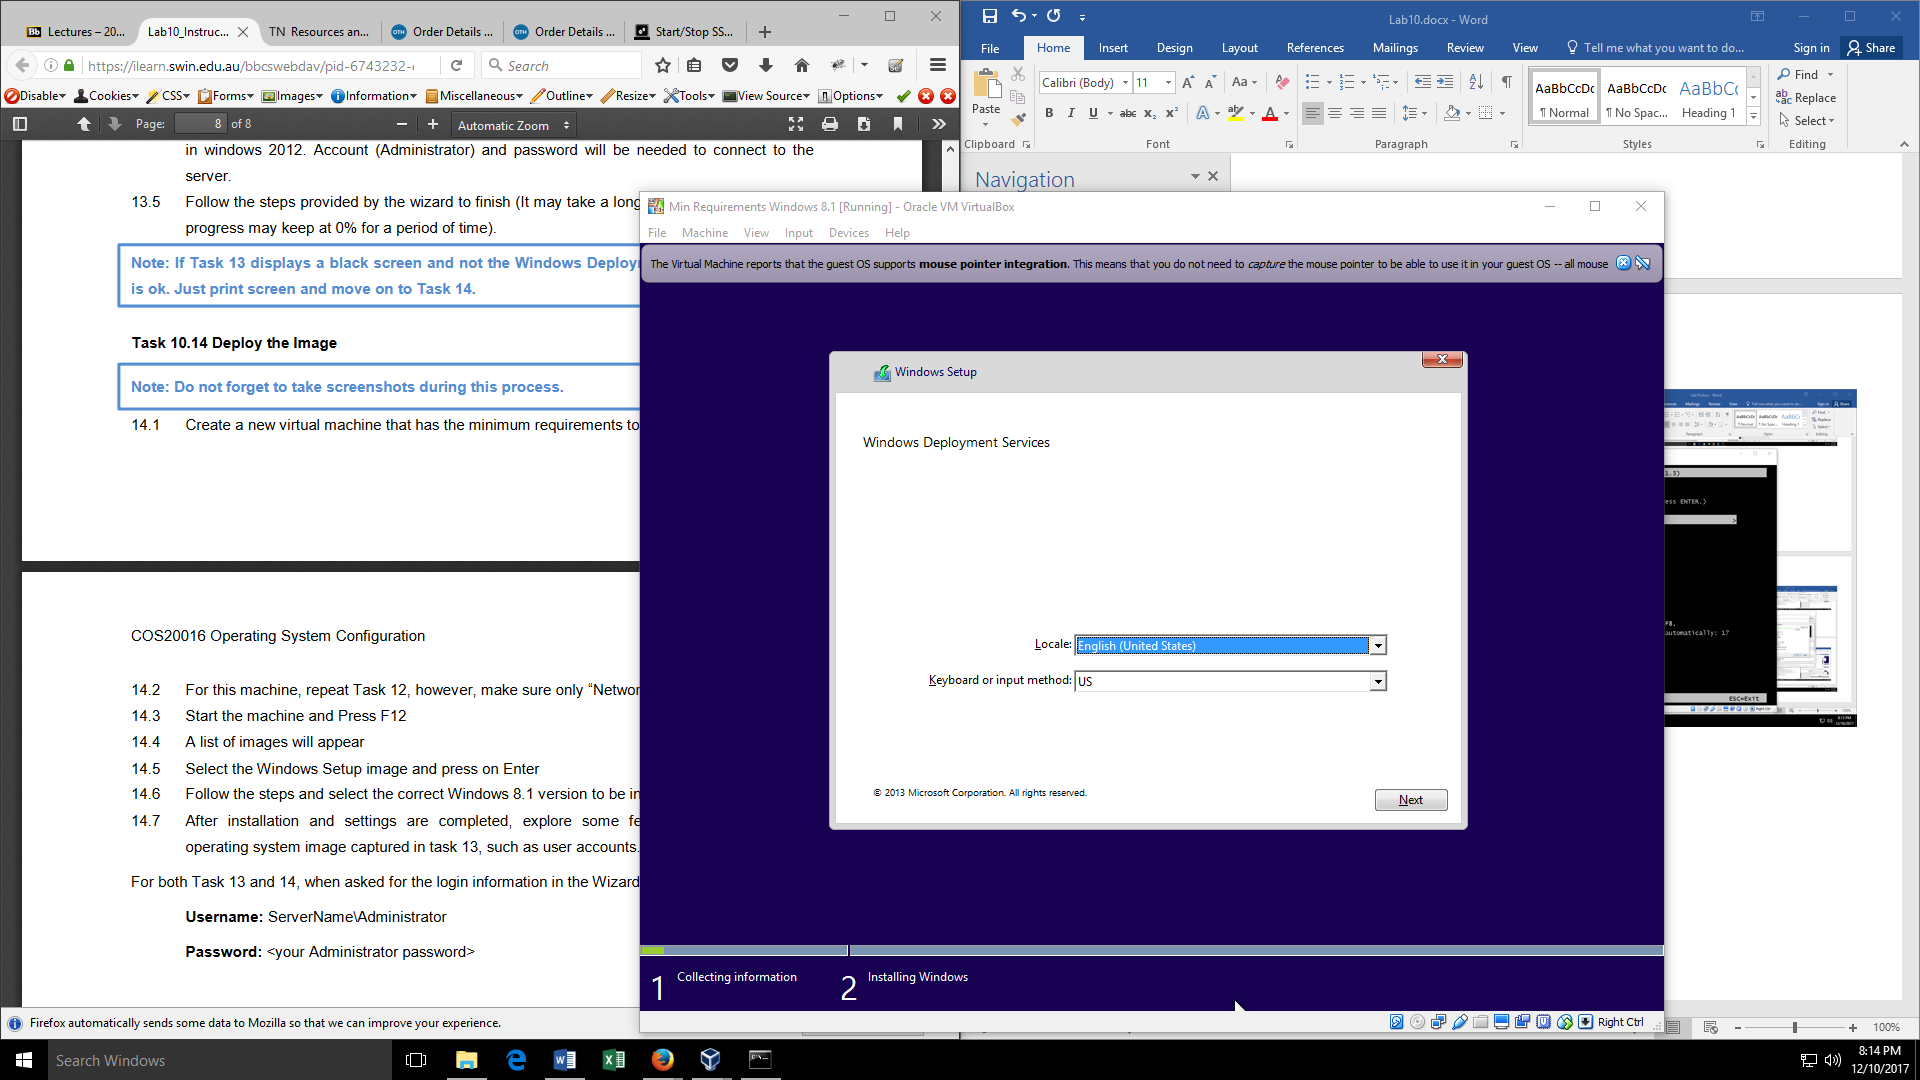 Lectures – 20...
Lab10_Instruc...
TN Resources an...
Order Details ...
Order Details ...
Start/Stop SS...
https://ilearn.swin.edu.au/bbcswebdav/pid-6743232-
Search
Disable
Cookies
CSS
Forms
Images
Information
Miscellaneous
Outline
Resize
Tools
View Source
Options
Page:
8
of 8
Automatic Zoom
in windows 2012. Account (Administrator) and password will be needed to connect to the
server.
13.5 Follow the steps provided by the wizard to finish (It may take a long
progress may keep at 0% for a period of time).
Note: If Task 13 displays a black screen and not the Windows Deploy
is ok. Just print screen and move on to Task 14.
Task 10.14 Deploy the Image
Note: Do not forget to take screenshots during this process.
14.1 Create a new virtual machine that has the minimum requirements to
COS20016 Operating System Configuration
14.2 For this machine, repeat Task 12, however, make sure only “Networ
14.3 Start the machine and Press F12
14.4 A list of images will appear
14.5 Select the Windows Setup image and press on Enter
14.6 Follow the steps and select the correct Windows 8.1 version to be in
14.7 After installation and settings are completed, explore some fe
operating system image captured in task 13, such as user accounts.
For both Task 13 and 14, when asked for the login information in the Wizard
Username: ServerName\Administrator
Password: <your Administrator password>
Firefox automatically sends some data to Mozilla so that we can improve your experience.
Lab10.docx - Word
File
Home
Insert
Design
Layout
References
Mailings
Review
View
Tell me what you want to do...
Sign in
Share
Paste
Clipboard
Calibri (Body)
11
Font
Paragraph
AaBbCcDc
¶ Normal
AaBbCcDc
¶ No Spac...
AaBbCc
Heading 1
Styles
Find
Replace
Select
Editing
Navigation
Min Requirements Windows 8.1 [Running] - Oracle VM VirtualBox
File
Machine
View
Input
Devices
Help
The Virtual Machine reports that the guest OS supports mouse pointer integration. This means that you do not need to capture the mouse pointer to be able to use it in your guest OS -- all mouse
Windows Setup
Windows Deployment Services
Locale: English (United States)
Keyboard or input method: US
© 2013 Microsoft Corporation. All rights reserved.
Next
1 Collecting information
2 Installing Windows
Right Ctrl
ess ENTER.)
automatically: 17
ESC=Exit
100%
Search Windows
8:14 PM
12/10/2017